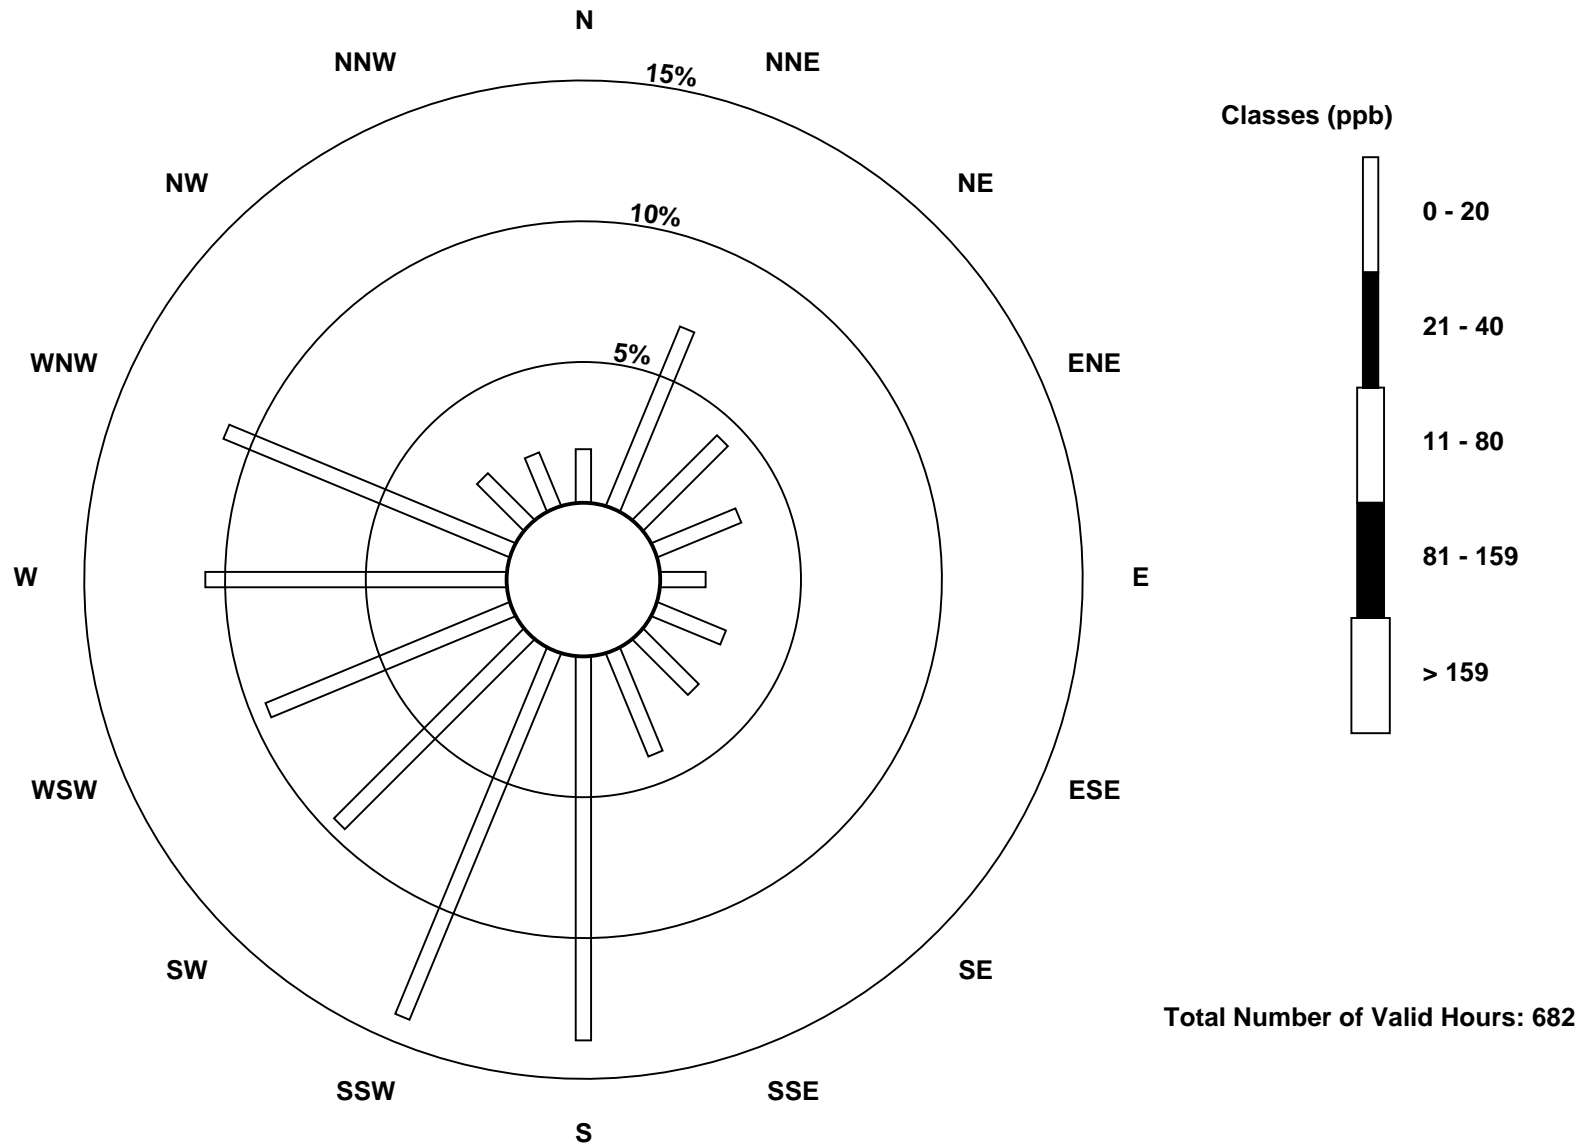 N
NNW
NNE
15%
Classes (ppb)
NW
NE
0 - 20
10%
21 - 40
5%
WNW
ENE
11 - 80
81 - 159
W
E
> 159
WSW
ESE
SW
SE
Total Number of Valid Hours: 682
SSW
SSE
S